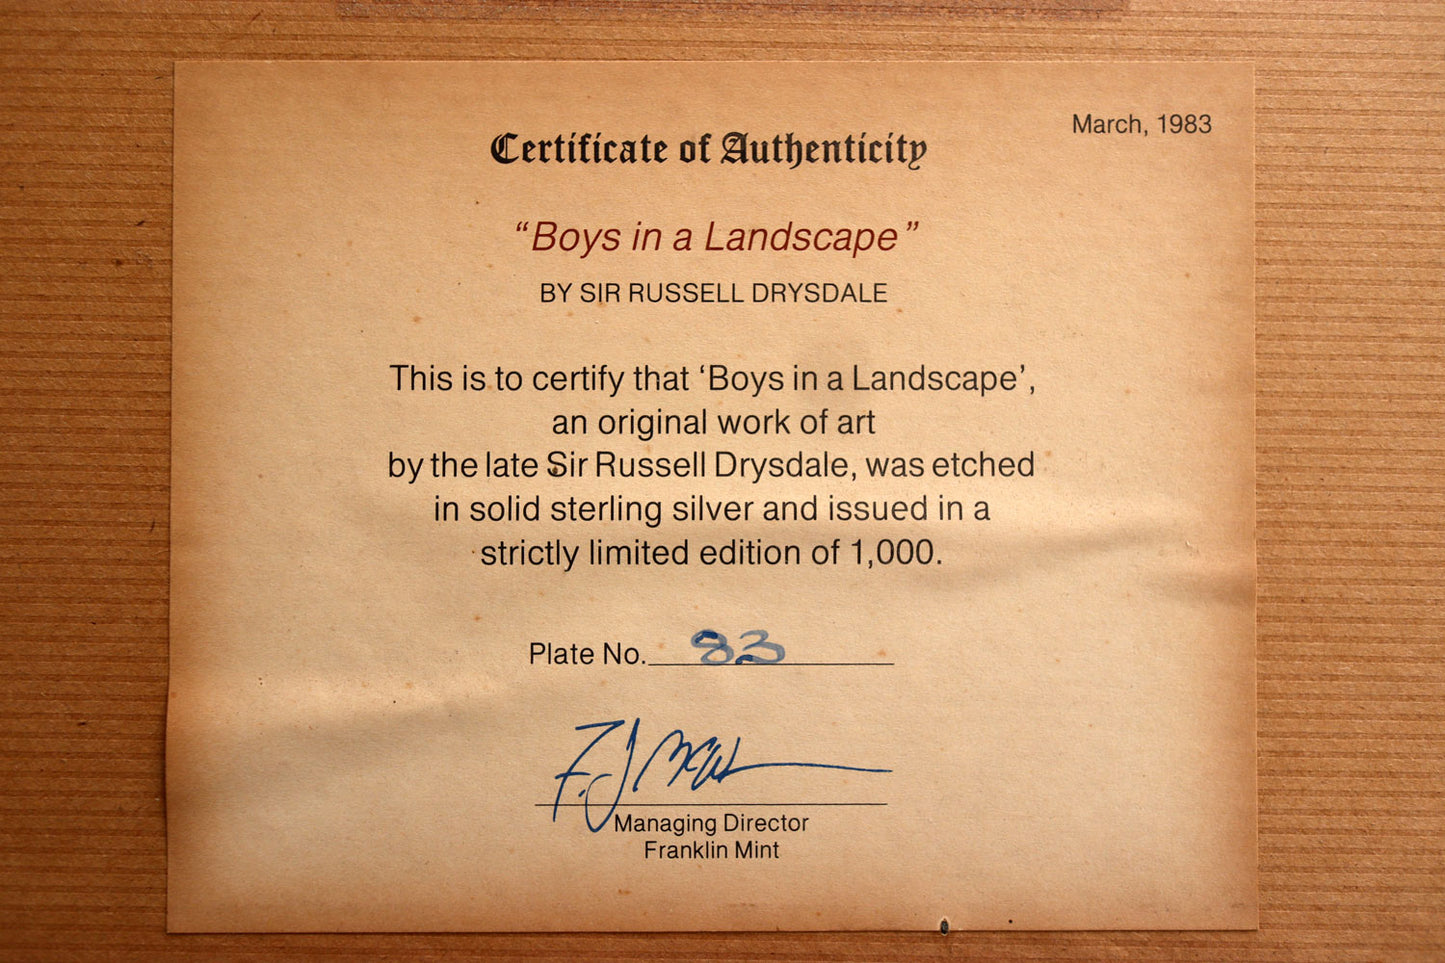 March, 1983
Certificate of Authenticity
“Boys in a Landscape”
BY SIR RUSSELL DRYSDALE
This is to certify that ‘Boys in a Landscape’,
an original work of art
by the late Sir Russell Drysdale, was etched
in solid sterling silver and issued in a
strictly limited edition of 1,000.
Plate No. 83
Managing Director
Franklin Mint